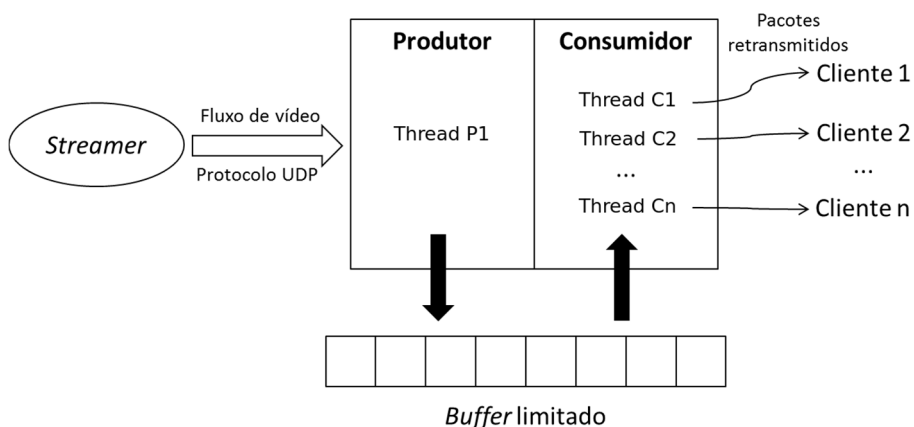 Streamer
Fluxo de vídeo
Protocolo UDP
Produtor
Thread P1
Consumidor
Thread C1
Thread C2
...
Thread Cn
Pacotes
retransmitidos
Cliente 1
Cliente 2
...
Cliente n
Buffer limitado